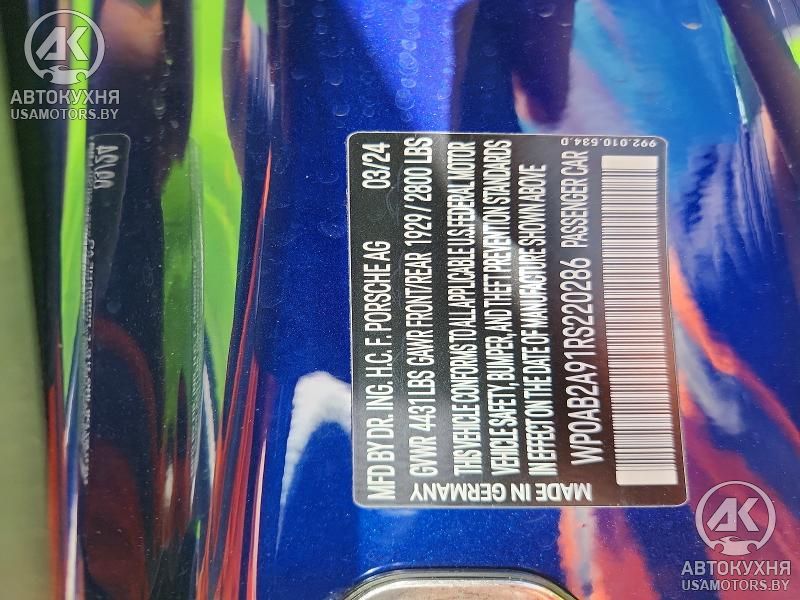 АВТОКУХНЯ
USAMOTORS.BY
MFD BY DR. ING. H.C. F. PORSCHE AG 03/24
GVWR 4431 LBS GAWR FRONT/REAR 1929 / 2800 LBS
THIS VEHICLE CONFORMS TO ALL APPLICABLE U.S. FEDERAL MOTOR
VEHICLE SAFETY, BUMPER, AND THEFT PREVENTION STANDARDS
IN EFFECT ON THE DATE OF MANUFACTURE SHOWN ABOVE
WP0AB2A91RS220286 PASSENGER CAR
MADE IN GERMANY
992.010.534.D
АВТОКУХНЯ
USAMOTORS.BY